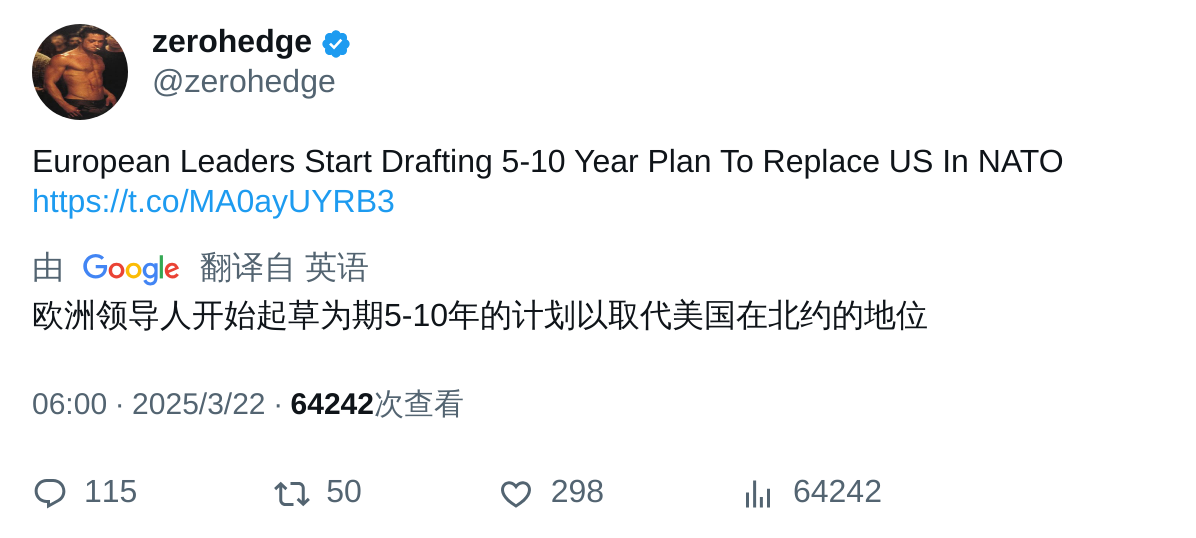 zerohedge
@zerohedge
European Leaders Start Drafting 5-10 Year Plan To Replace US In NATO
https://t.co/MA0ayUYRB3
由 Google 翻译自 英语
欧洲领导人开始起草为期5-10年的计划以取代美国在北约的地位
06:00 · 2025/3/22 · 64242次查看
115 50 298 64242